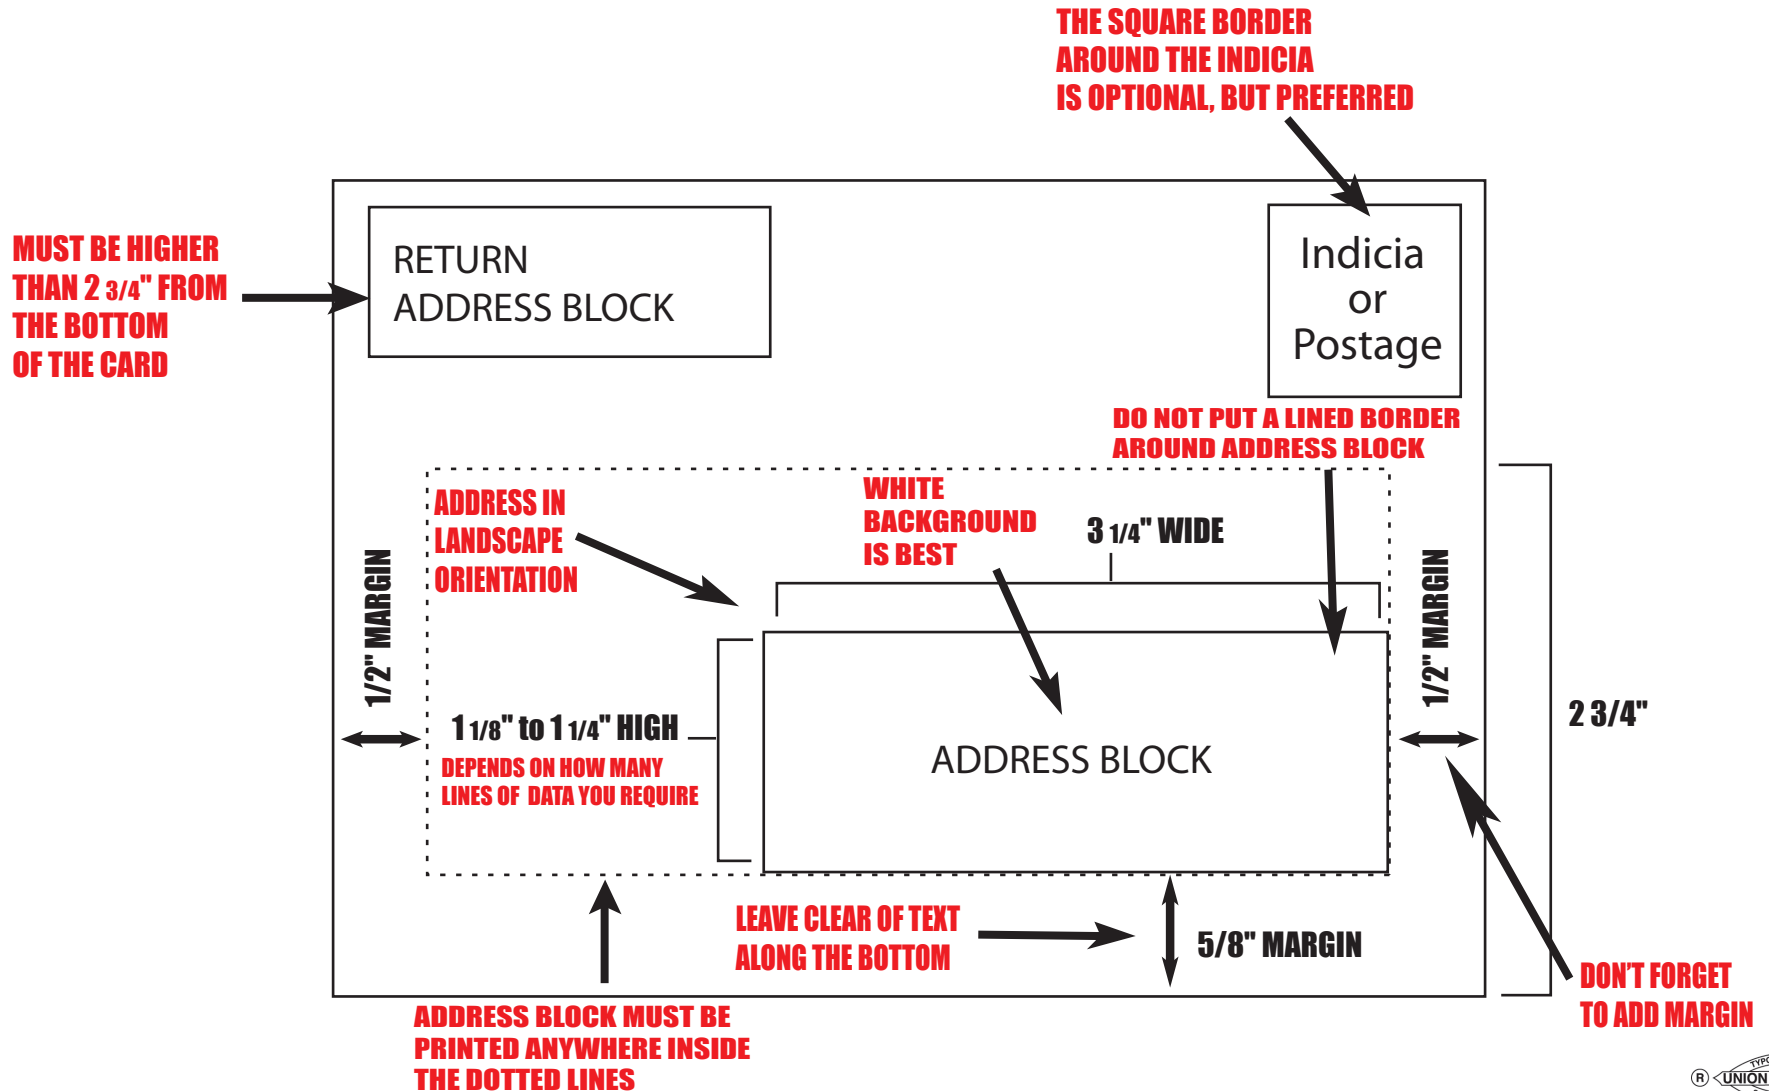 THE SQUARE BORDER
AROUND THE INDICIA
IS OPTIONAL, BUT PREFERRED
MUST BE HIGHER
THAN 2 3/4" FROM
THE BOTTOM
OF THE CARD
RETURN
ADDRESS BLOCK
Indicia
or
Postage
DO NOT PUT A LINED BORDER
AROUND ADDRESS BLOCK
ADDRESS IN
LANDSCAPE
ORIENTATION
WHITE
BACKGROUND
IS BEST
3 1/4" WIDE
1/2" MARGIN
1/2" MARGIN
2 3/4"
1 1/8" to 1 1/4" HIGH
DEPENDS ON HOW MANY
LINES OF DATA YOU REQUIRE
ADDRESS BLOCK
LEAVE CLEAR OF TEXT
ALONG THE BOTTOM
5/8" MARGIN
DON'T FORGET
TO ADD MARGIN
ADDRESS BLOCK MUST BE
PRINTED ANYWHERE INSIDE
THE DOTTED LINES
® UNION